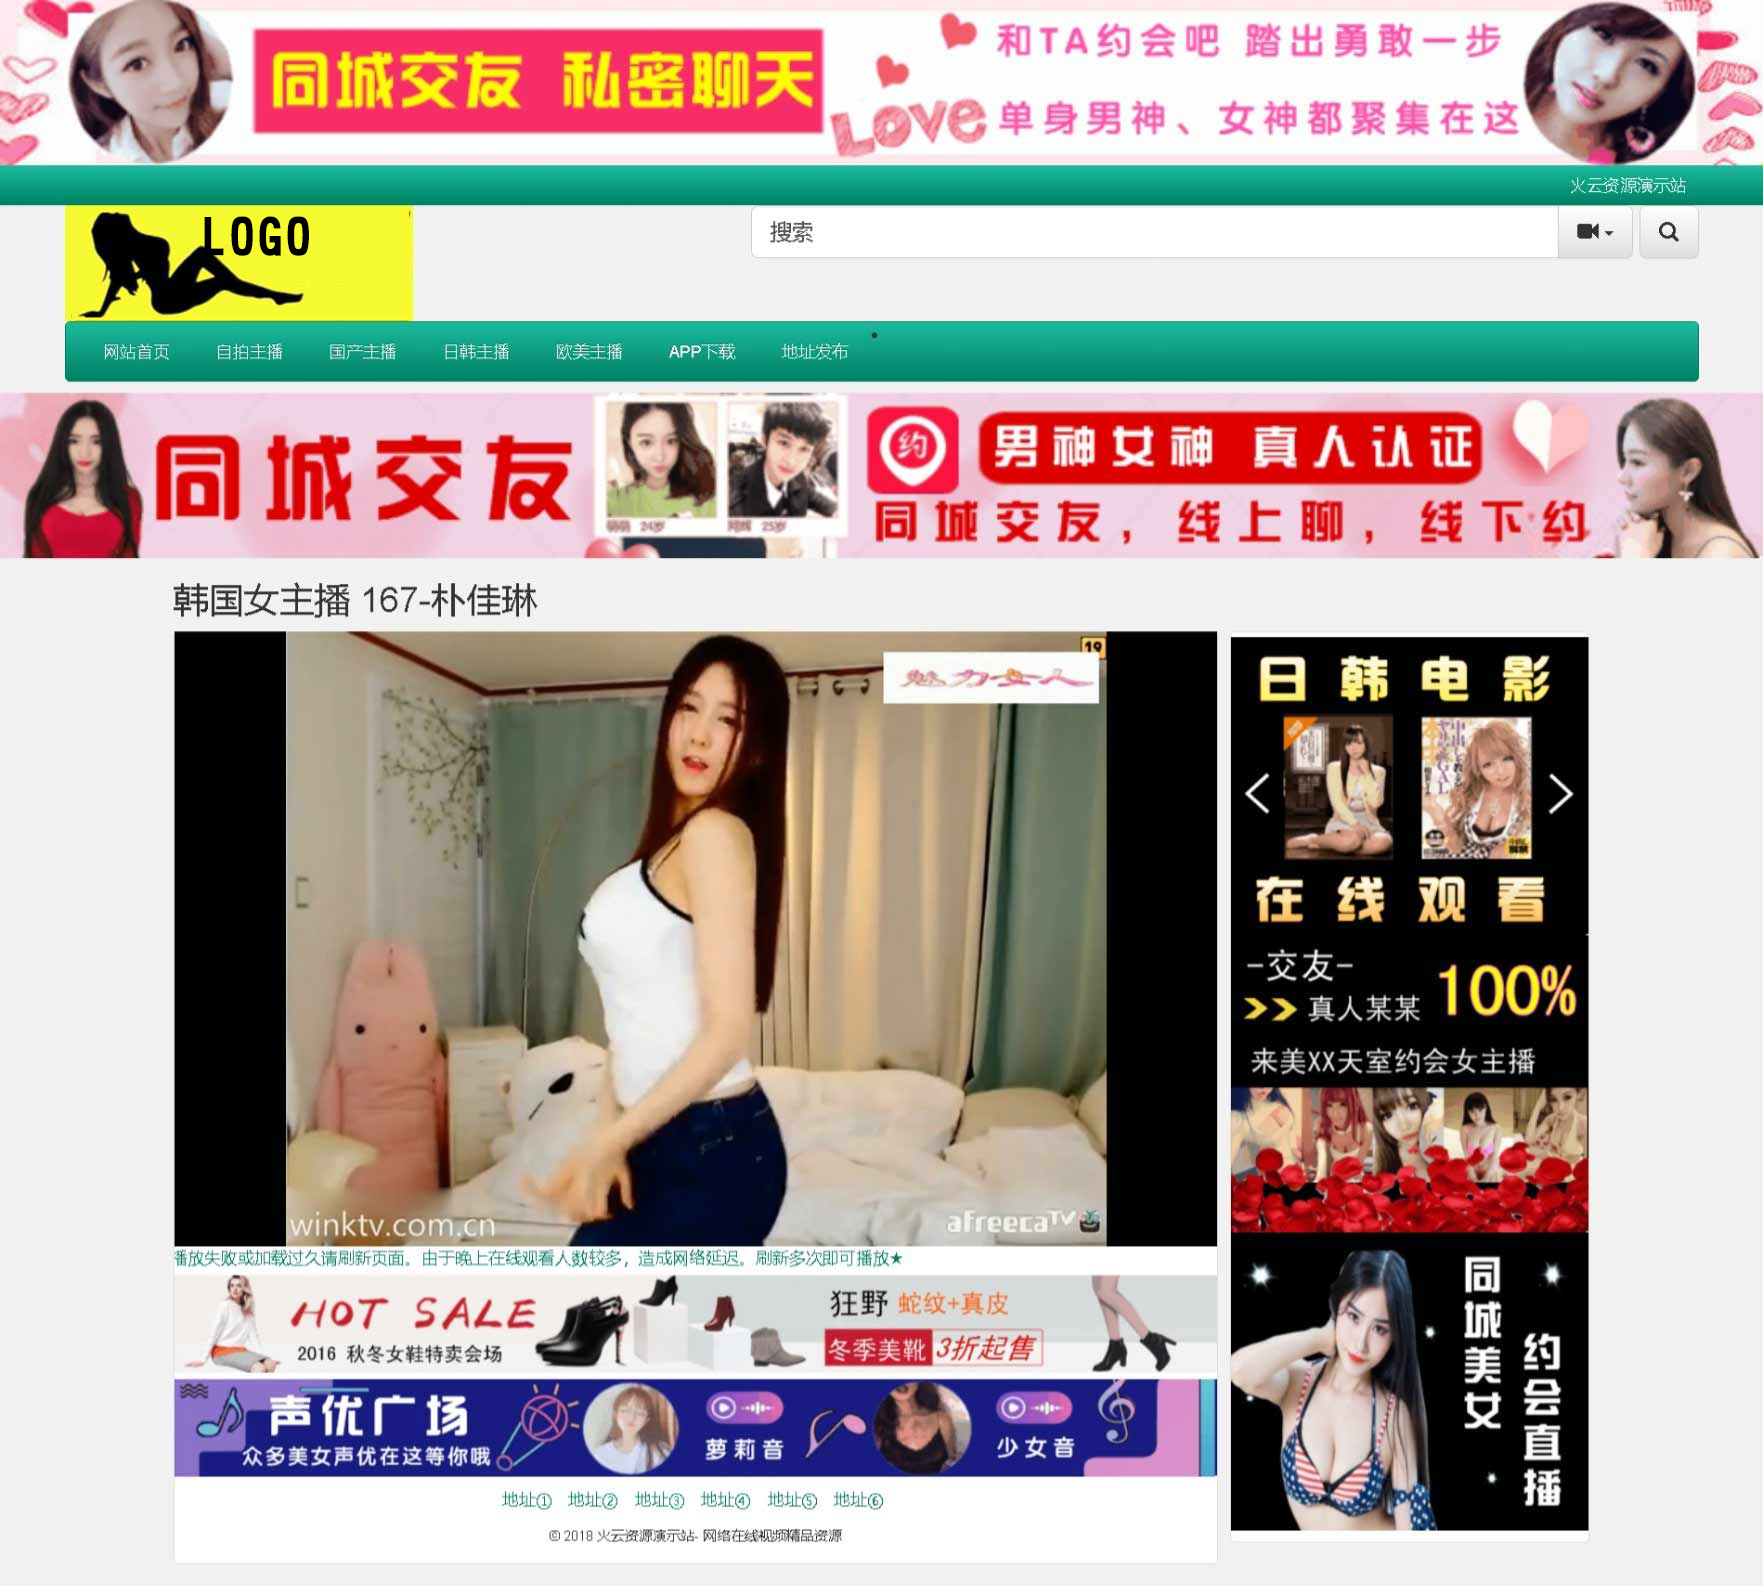 同城交友 私密聊天
和TA约会吧 踏出勇敢一步
Love
单身男神、女神都聚集在这
火云资源演示站
LOGO
搜索
网站首页 自拍主播 国产主播 日韩主播 欧美主播 APP下载 地址发布
同城交友
24岁
25岁
约
男神女神 真人认证
同城交友，线上聊，线下约
韩国女主播 167-朴佳琳
19
魅力女人
winktv.com.cn
afreecaTV
播放失败或加载过久请刷新页面。由于晚上在线观看人数较多，造成网络延迟。刷新多次即可播放★
HOT SALE
2016 秋冬女鞋特卖会场
狂野 蛇纹+真皮
冬季美靴 3折起售
声优广场
众多美女声优在这等你哦
萝莉音
少女音
地址① 地址② 地址③ 地址④ 地址⑤ 地址⑥
© 2018 火云资源演示站- 网络在线视频精品资源
日韩电影
在线观看
-交友-
真人某某 100%
来美XX天室约会女主播
同城美女
约会直播